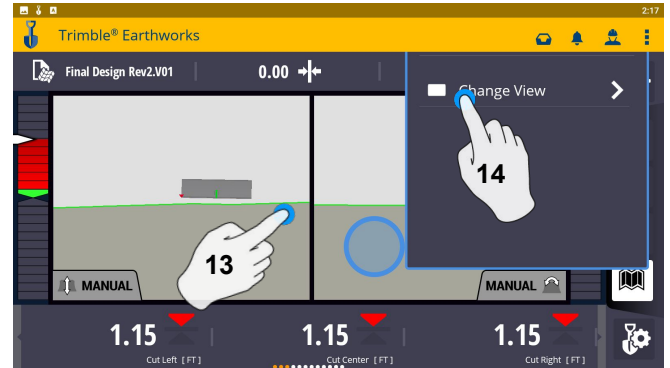 2:17
Trimble® Earthworks
Final Design Rev2.V01
0.00
Change View
14
13
MANUAL
MANUAL
1.15
1.15
1.15
Cut Left [FT]
Cut Center [FT]
Cut Right [FT]